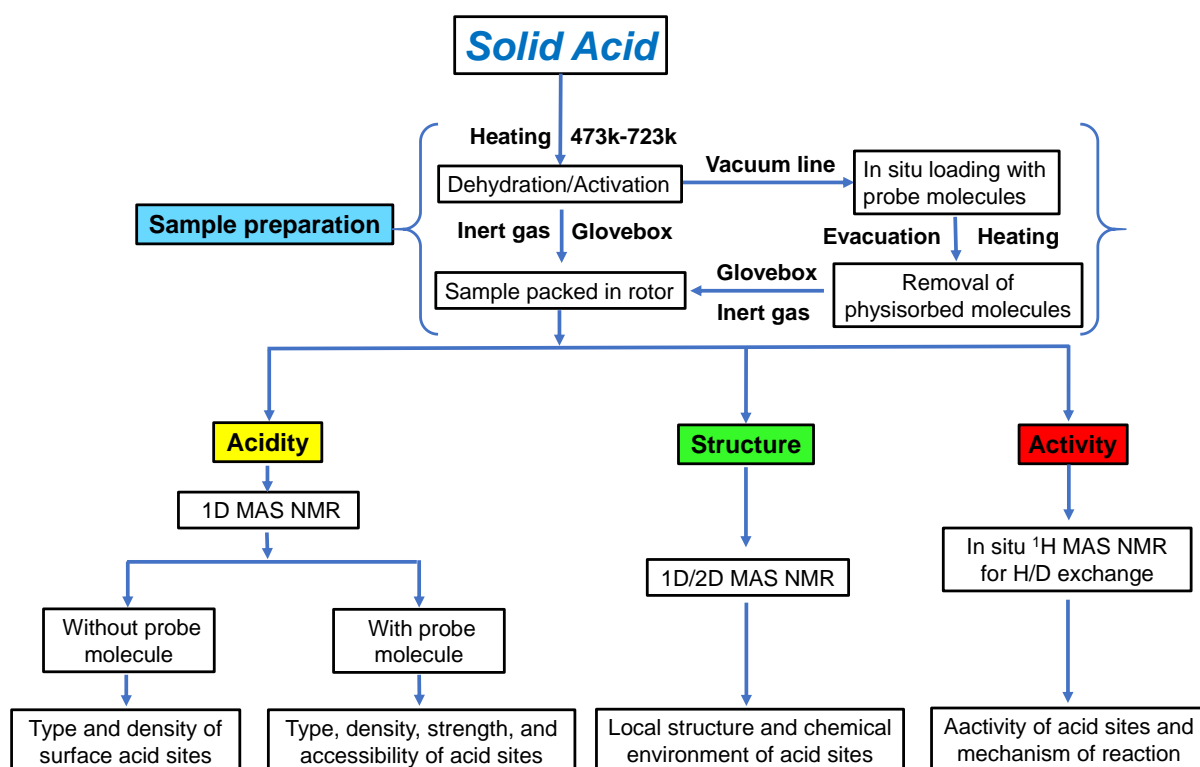 Solid Acid
Heating 473k-723k
Dehydration/Activation
Vacuum line
In situ loading with
probe molecules
Sample preparation
Inert gas Glovebox
Evacuation Heating
Sample packed in rotor
Glovebox
Inert gas
Removal of
physisorbed molecules
Acidity
Structure
Activity
1D MAS NMR
1D/2D MAS NMR
In situ ¹H MAS NMR
for H/D exchange
Without probe
molecule
With probe
molecule
Type and density of
surface acid sites
Type, density, strength, and
accessibility of acid sites
Local structure and chemical
environment of acid sites
Aactivity of acid sites and
mechanism of reaction